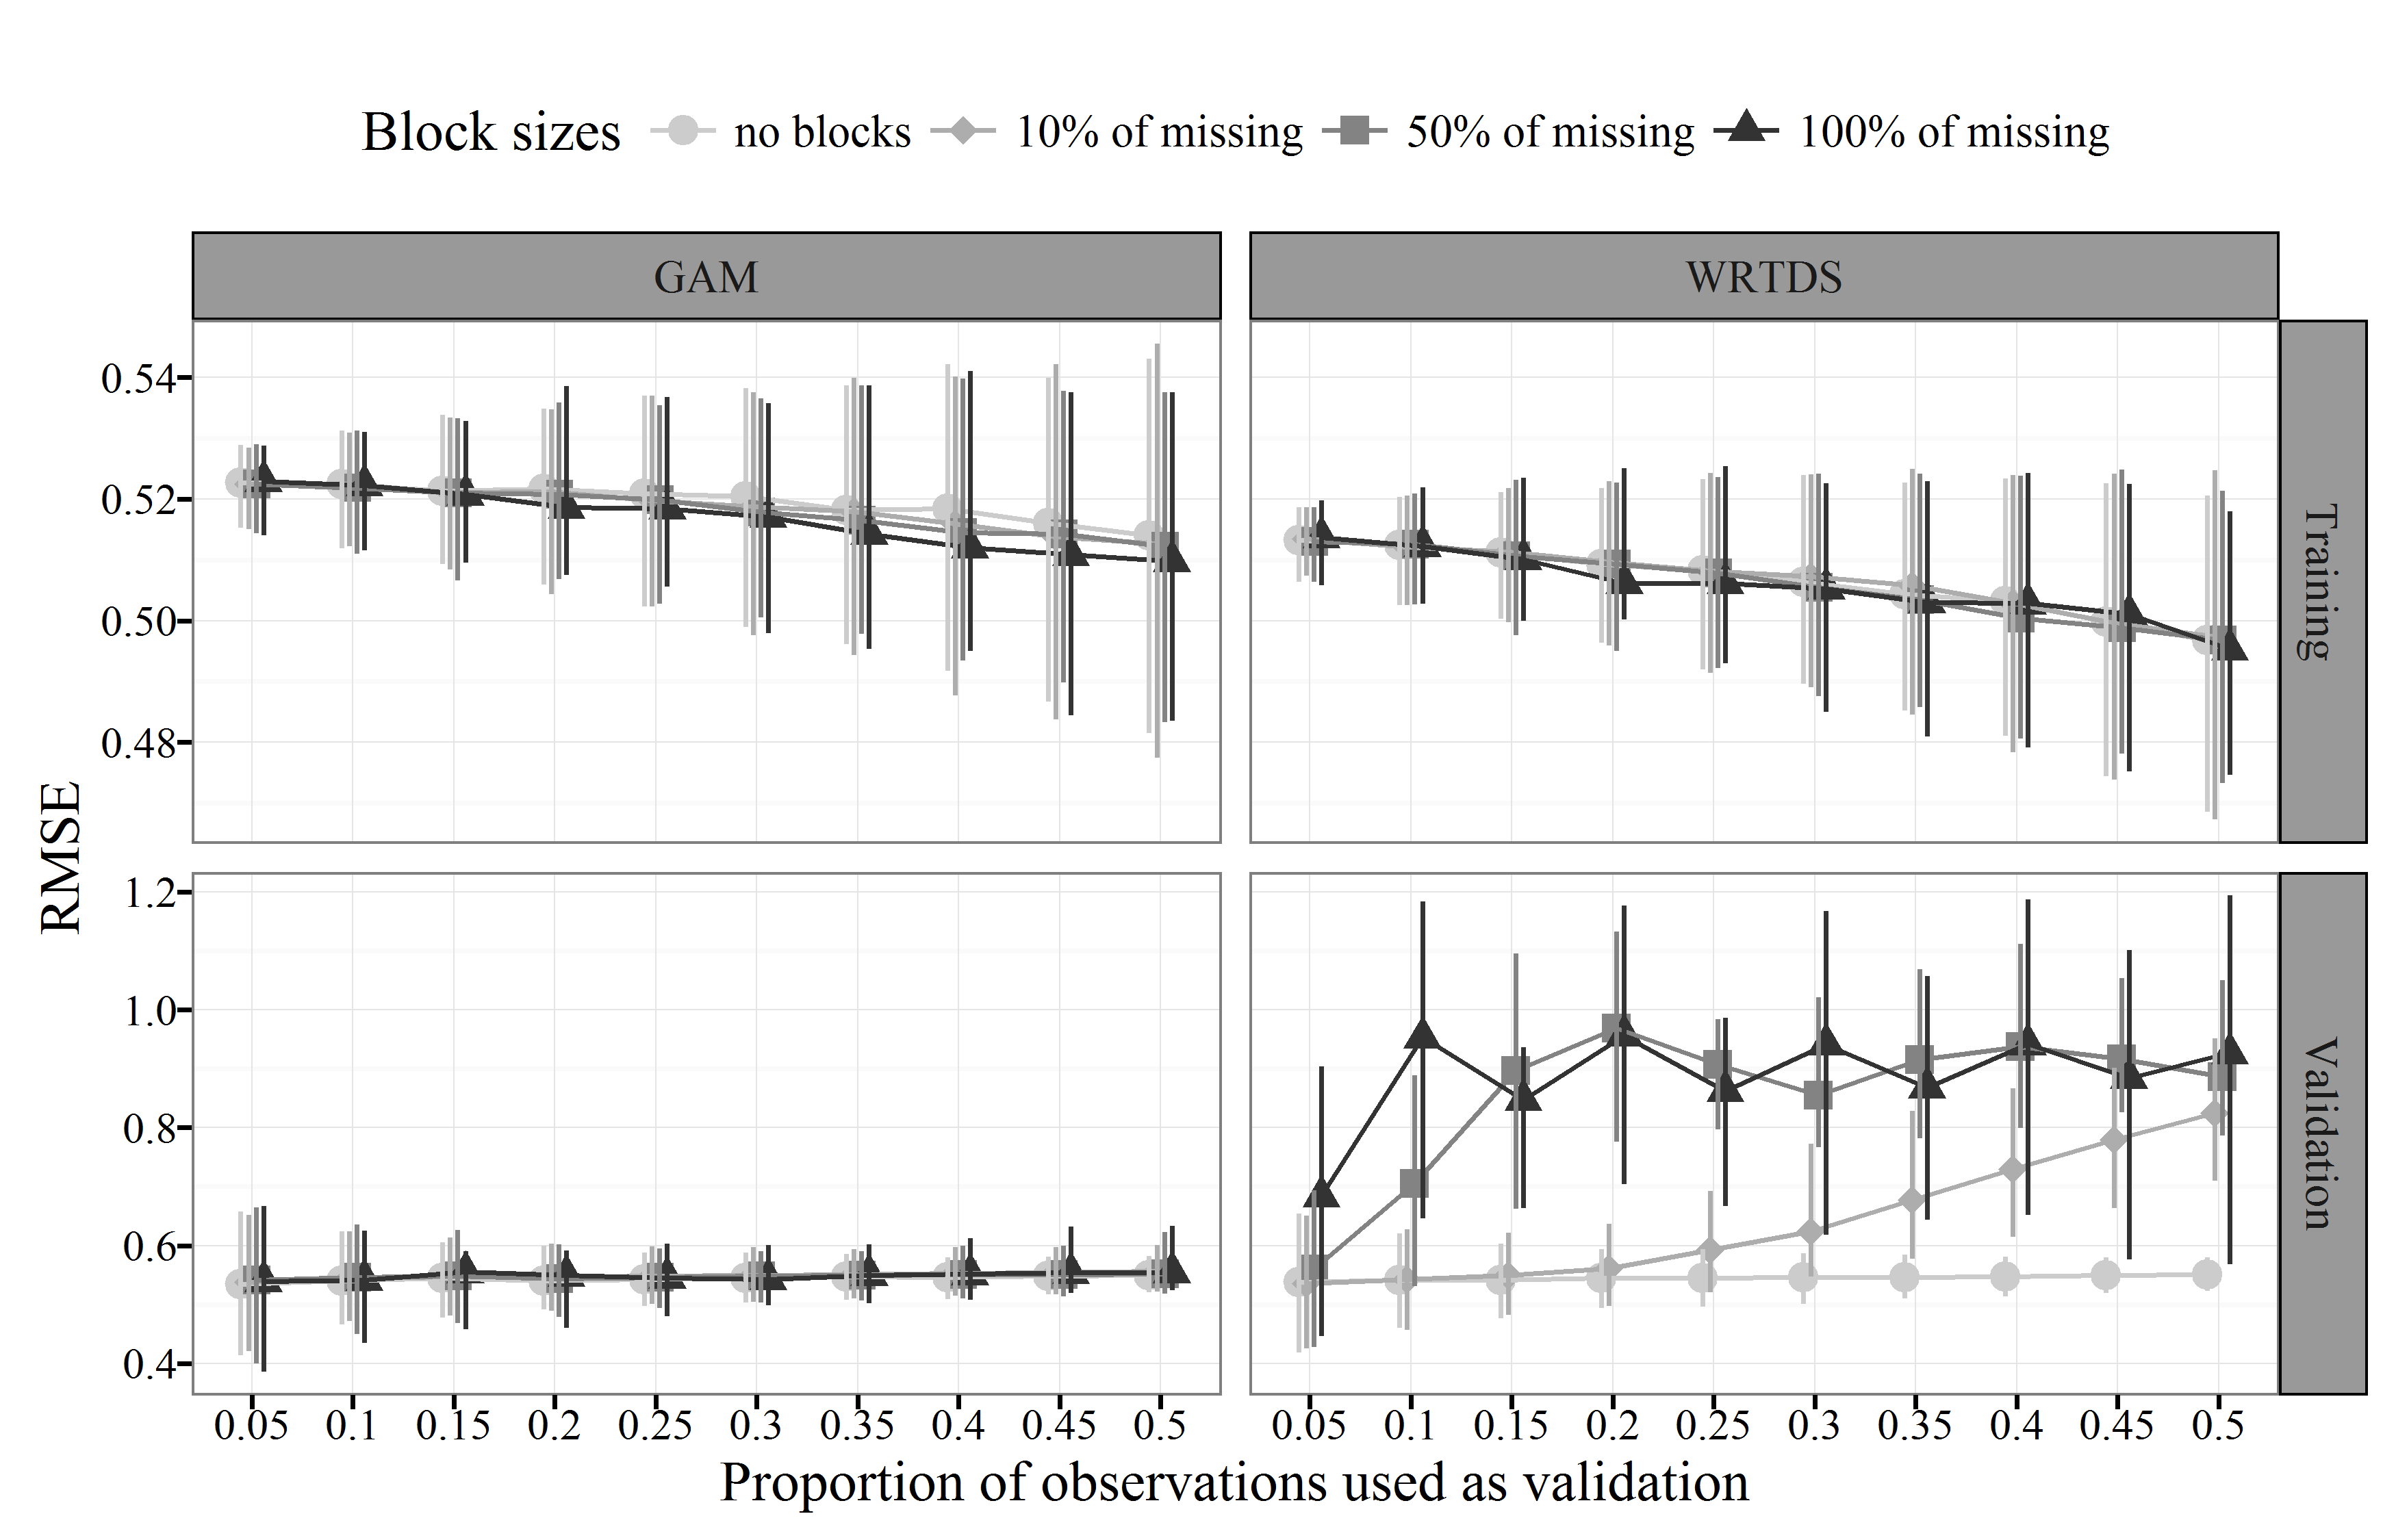 Block sizes no blocks 10% of missing 50% of missing 100% of missing
GAM WRTDS
0.54
0.52
0.50
0.48
Training
RMSE
1.2
1.0
0.8
0.6
0.4
Validation
0.05 0.1 0.15 0.2 0.25 0.3 0.35 0.4 0.45 0.5 0.05 0.1 0.15 0.2 0.25 0.3 0.35 0.4 0.45 0.5
Proportion of observations used as validation